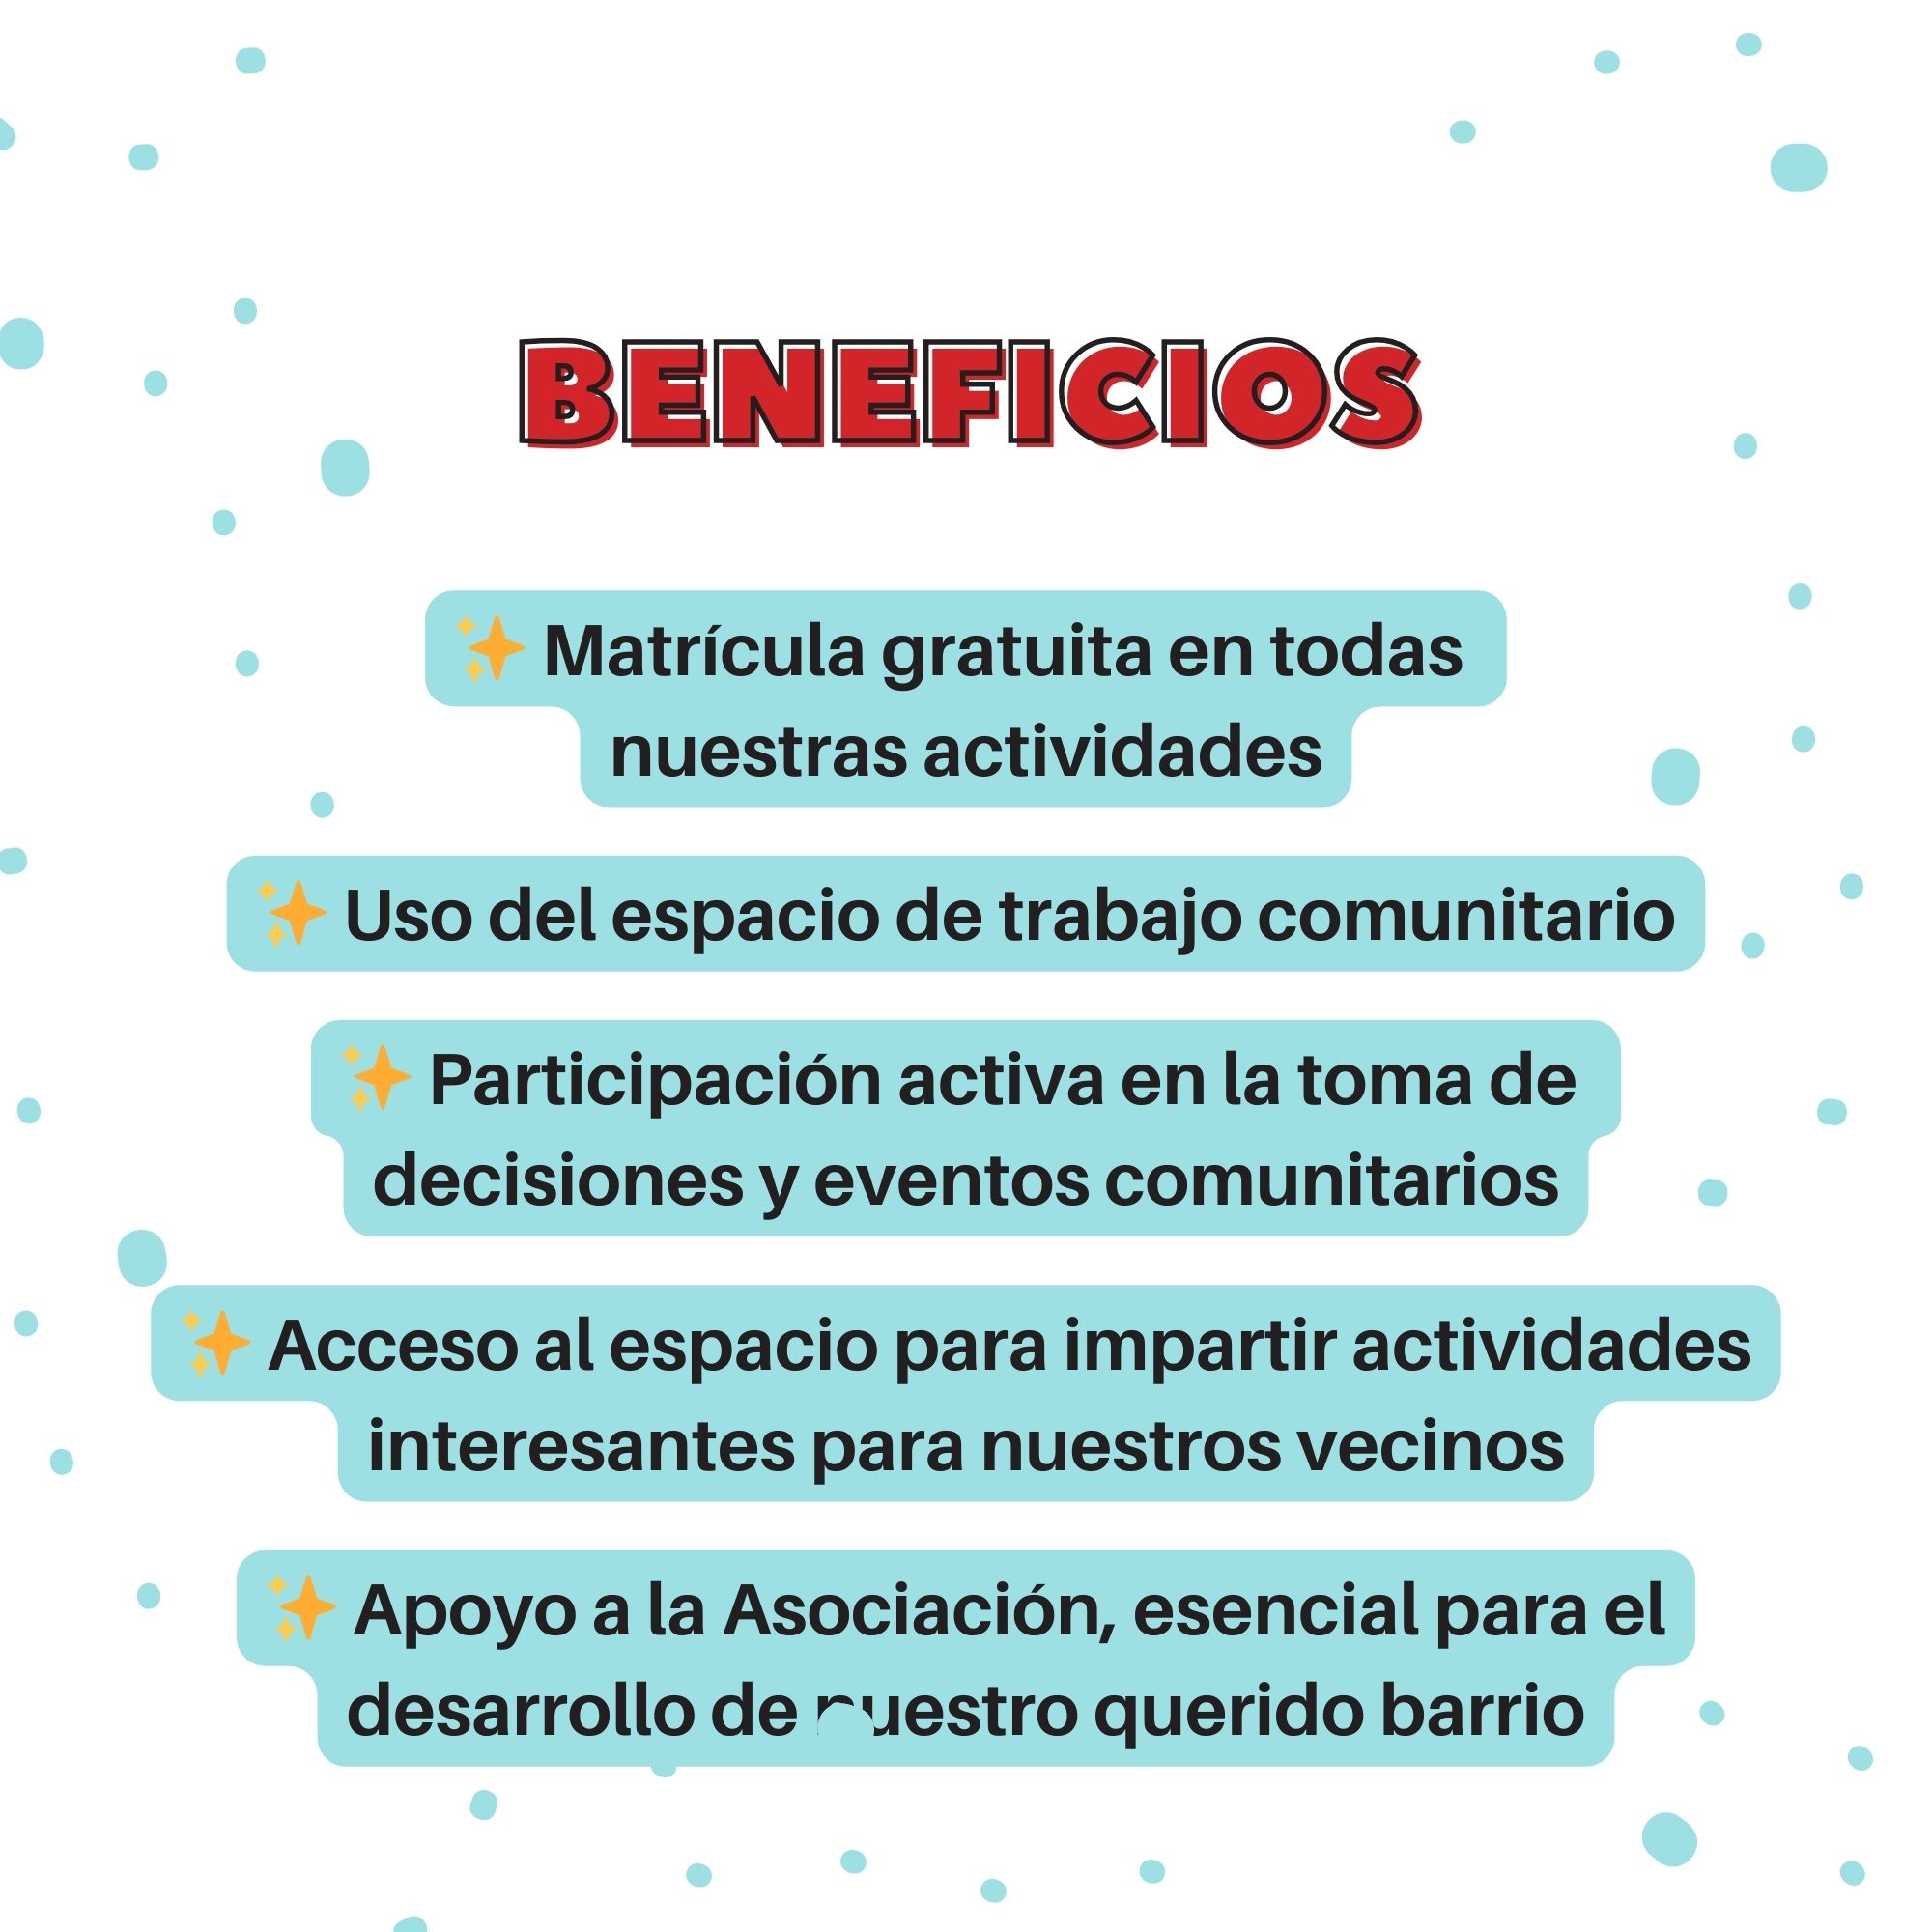 BENEFICIOS
✨ Matrícula gratuita en todas
nuestras actividades
✨ Uso del espacio de trabajo comunitario
✨ Participación activa en la toma de
decisiones y eventos comunitarios
✨ Acceso al espacio para impartir actividades
interesantes para nuestros vecinos
✨ Apoyo a la Asociación, esencial para el
desarrollo de nuestro querido barrio